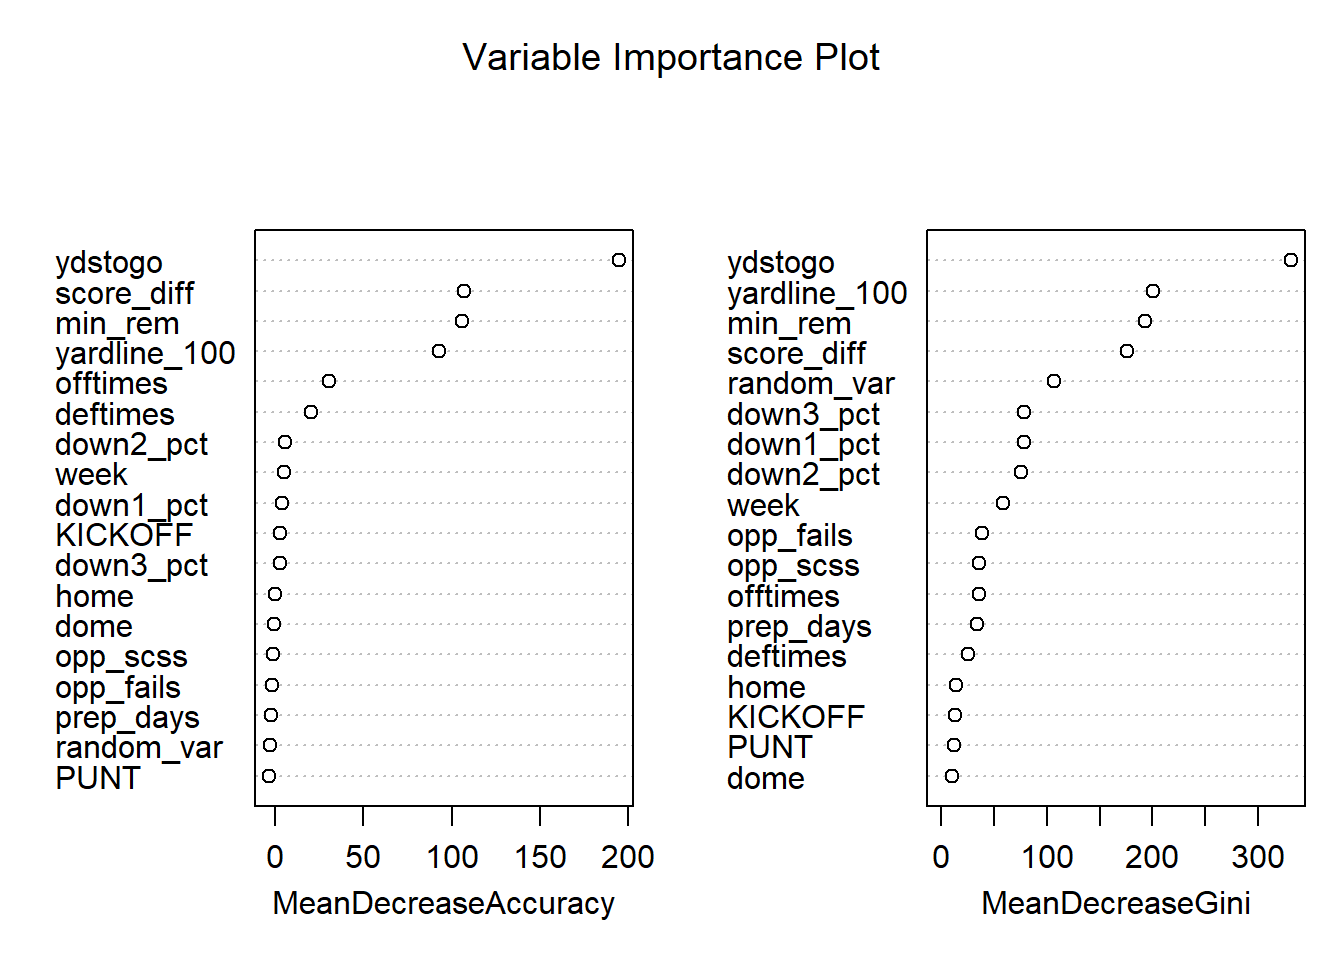 Variable Importance Plot
ydstogo
score_diff
min_rem
yardline_100
offtimes
deftimes
down2_pct
week
down1_pct
KICKOFF
down3_pct
home
dome
opp_scss
opp_fails
prep_days
random_var
PUNT
0 50 100 150 200
MeanDecreaseAccuracy
ydstogo
yardline_100
min_rem
score_diff
random_var
down3_pct
down1_pct
down2_pct
week
opp_fails
opp_scss
offtimes
prep_days
deftimes
home
KICKOFF
PUNT
dome
0 100 200 300
MeanDecreaseGini